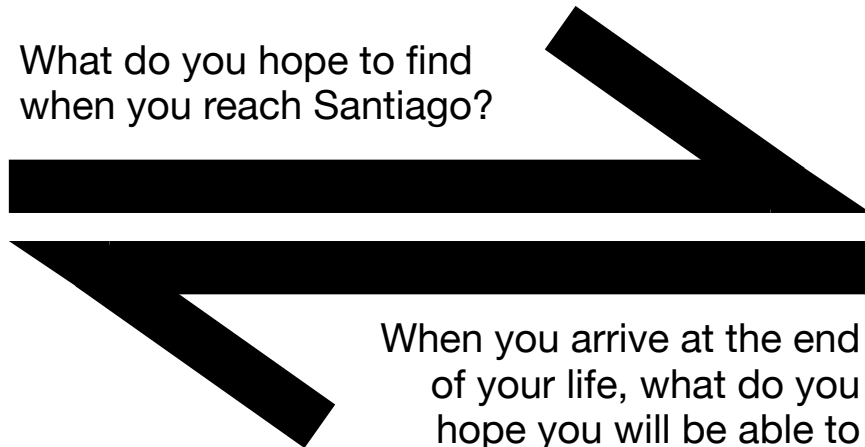 What do you hope to find
when you reach Santiago?
When you arrive at the end
of your life, what do you
hope you will be able to